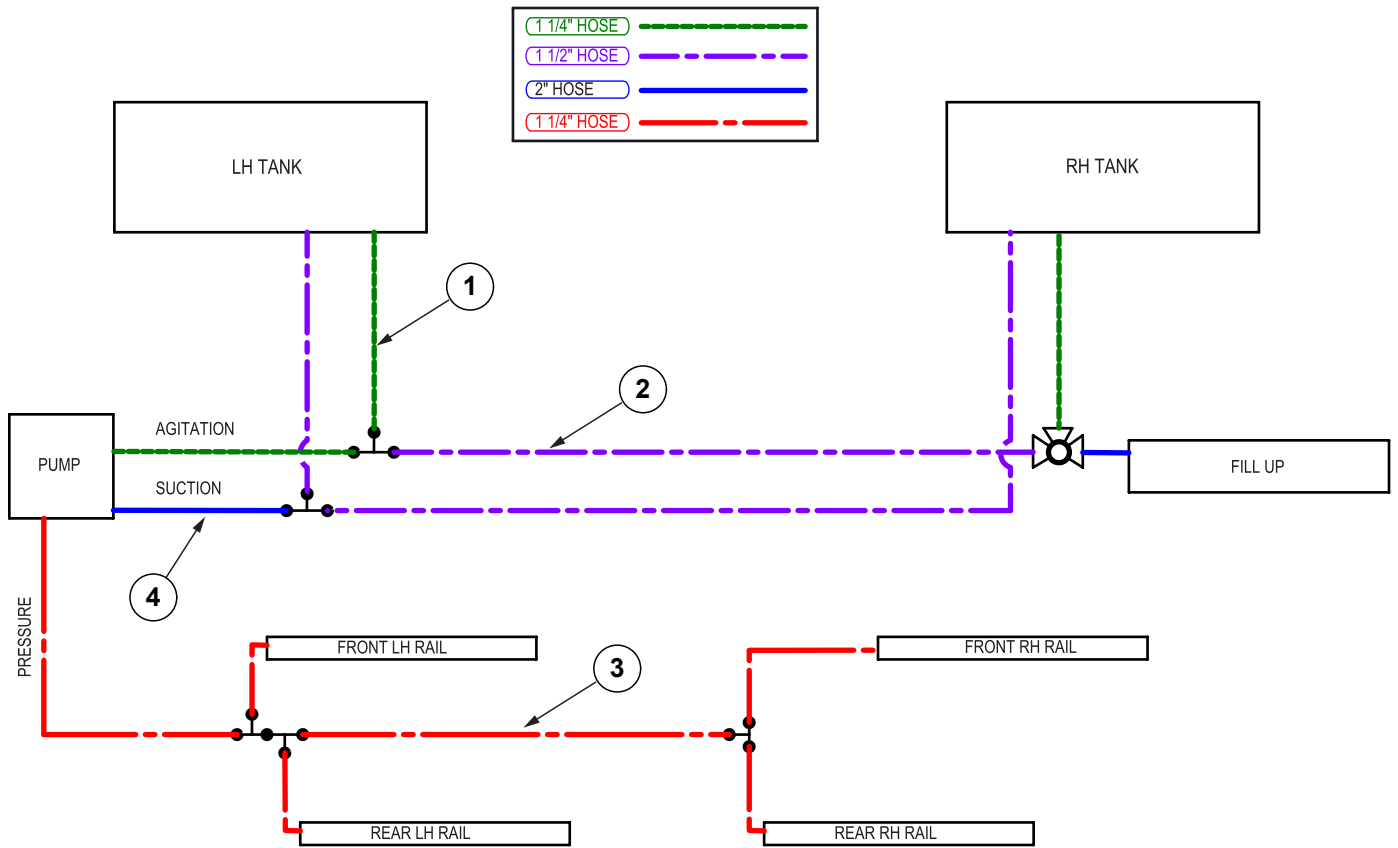 1 1/4" HOSE
1 1/2" HOSE
2" HOSE
1 1/4" HOSE
LH TANK
RH TANK
1
2
AGITATION
PUMP
SUCTION
FILL UP
4
PRESSURE
FRONT LH RAIL
3
FRONT RH RAIL
REAR LH RAIL
REAR RH RAIL